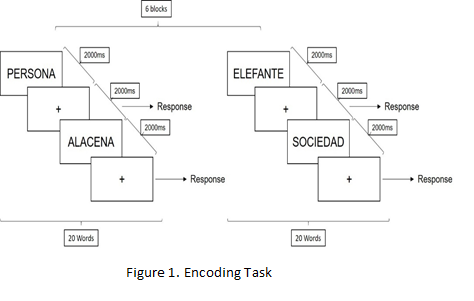 6 blocks
2000ms
PERSONA
2000ms
+
Response
2000ms
ALACENA
+
Response
20 Words
2000ms
ELEFANTE
2000ms
+
Response
2000ms
SOCIEDAD
+
Response
20 Words
Figure 1. Encoding Task